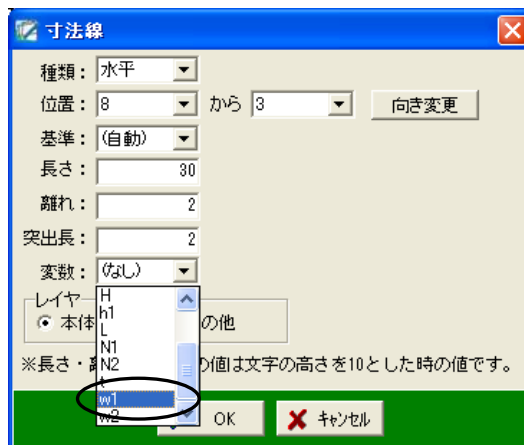 寸法線
種類： 水平
位置： 8 から 3 向き変更
基準： (自動)
長さ： 30
離れ： 2
突出長： 2
変数： (なし)
H
h1
L
N1
N2
t
w1
w2
レイヤ
本体 の他
※長さ・ の値は文字の高さを10とした時の値です。
OK キャンセル